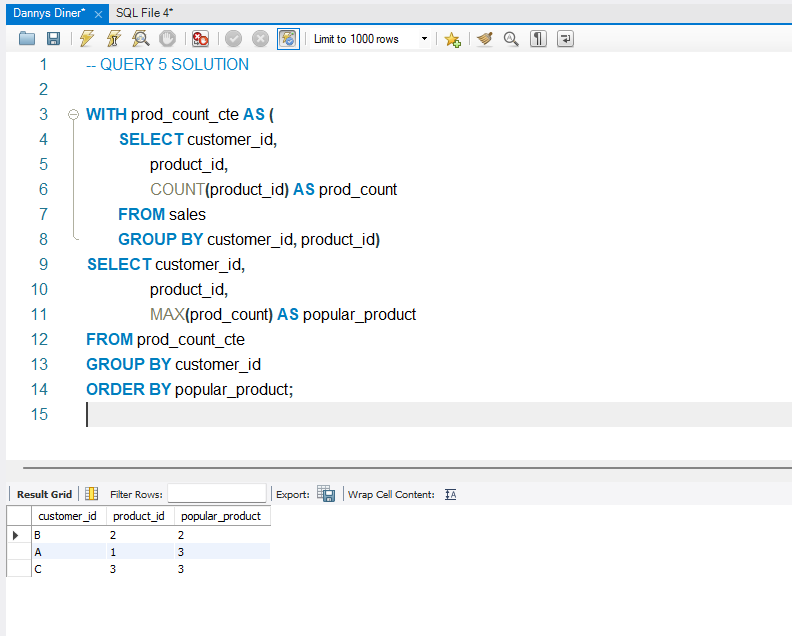 Dannys Diner* SQL File 4*
Limit to 1000 rows
1 -- QUERY 5 SOLUTION
2
3 WITH prod_count_cte AS (
4 SELECT customer_id,
5 product_id,
6 COUNT(product_id) AS prod_count
7 FROM sales
8 GROUP BY customer_id, product_id)
9 SELECT customer_id,
10 product_id,
11 MAX(prod_count) AS popular_product
12 FROM prod_count_cte
13 GROUP BY customer_id
14 ORDER BY popular_product;
15
Result Grid Filter Rows: Export: Wrap Cell Content: IA
customer_id product_id popular_product
B 2 2
A 1 3
C 3 3